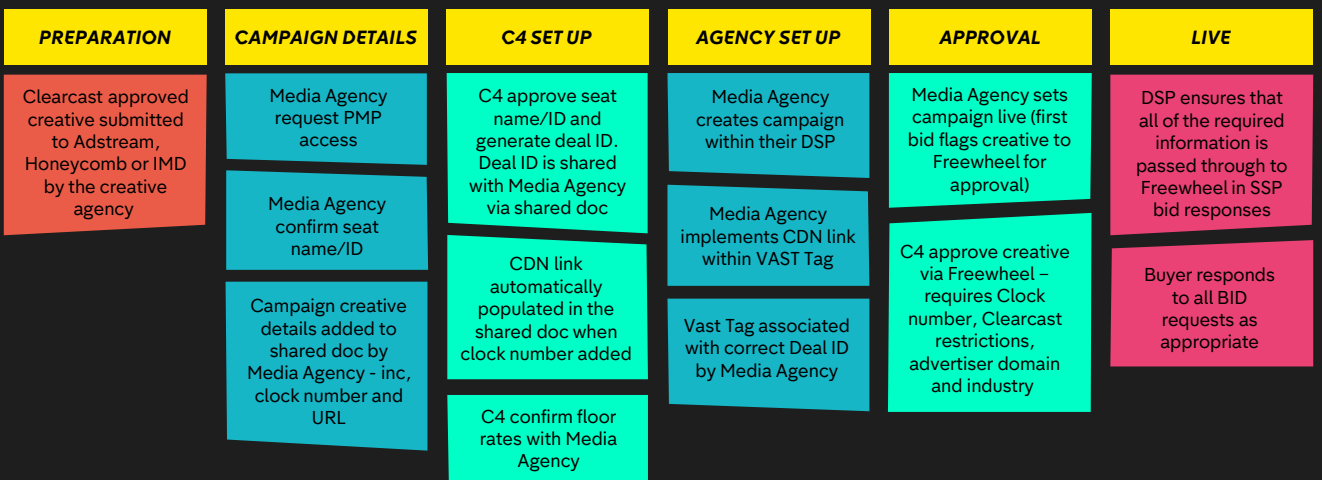 PREPARATION
Clearcast approved
creative submitted
to Adstream,
Honeycomb or IMD
by the creative
agency
CAMPAIGN DETAILS
Media Agency
request PMP
access
Media Agency
confirm seat
name/ID
Campaign creative
details added to
shared doc by
Media Agency - inc,
clock number and
URL
C4 SET UP
C4 approve seat
name/ID and
generate deal ID.
Deal ID is shared
with Media Agency
via shared doc
CDN link
automatically
populated in the
shared doc when
clock number added
C4 confirm floor
rates with Media
Agency
AGENCY SET UP
Media Agency
creates campaign
within their DSP
Media Agency
implements CDN link
within VAST Tag
Vast Tag associated
with correct Deal ID
by Media Agency
APPROVAL
Media Agency sets
campaign live (first
bid flags creative to
Freewheel for
approval)
C4 approve creative
via Freewheel –
requires Clock
number, Clearcast
restrictions,
advertiser domain
and industry
LIVE
DSP ensures that
all of the required
information is
passed through to
Freewheel in SSP
bid responses
Buyer responds
to all BID
requests as
appropriate